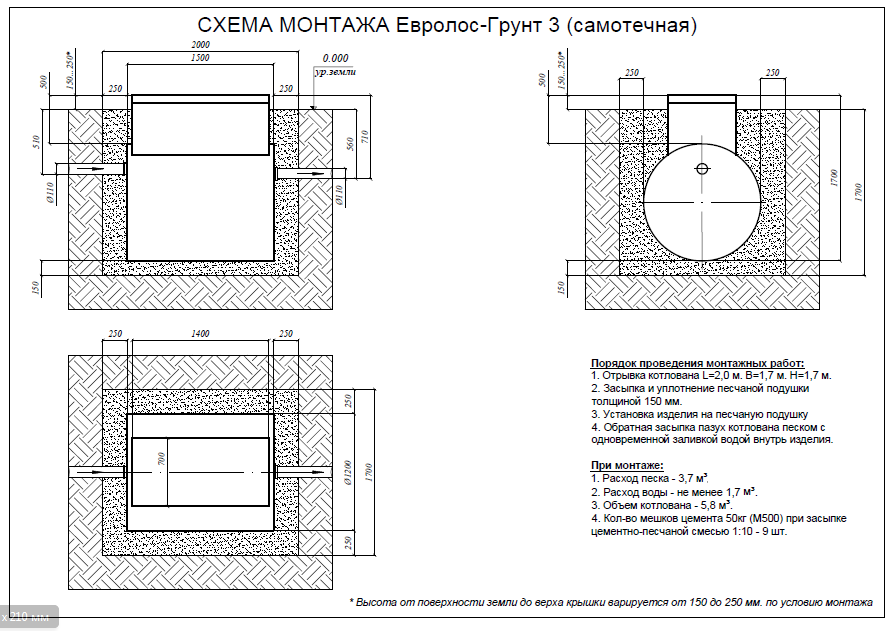 СХЕМА МОНТАЖА Евролос-Грунт 3 (самотечная)
2000
1500
250
250
500
150...250*
0.000
ур.земли
510
Ø110
560
710
Ø110
150
500
150...250*
250
250
1700
1700
150
250
1400
250
700
250
Ø1200
1700
250
Порядок проведения монтажных работ:
1. Отрывка котлована L=2,0 м. B=1,7 м. H=1,7 м.
2. Засыпка и уплотнение песчаной подушки
толщиной 150 мм.
3. Установка изделия на песчаную подушку
4. Обратная засыпка пазух котлована песком с
одновременной заливкой водой внутрь изделия.
При монтаже:
1. Расход песка - 3,7 м³.
2. Расход воды - не менее 1,7 м³.
3. Объем котлована - 5,8 м³.
4. Кол-во мешков цемента 50кг (М500) при засыпке
цементно-песчаной смесью 1:10 - 9 шт.
* Высота от поверхности земли до верха крышки варируется от 150 до 250 мм. по условию монтажа
x 210 мм